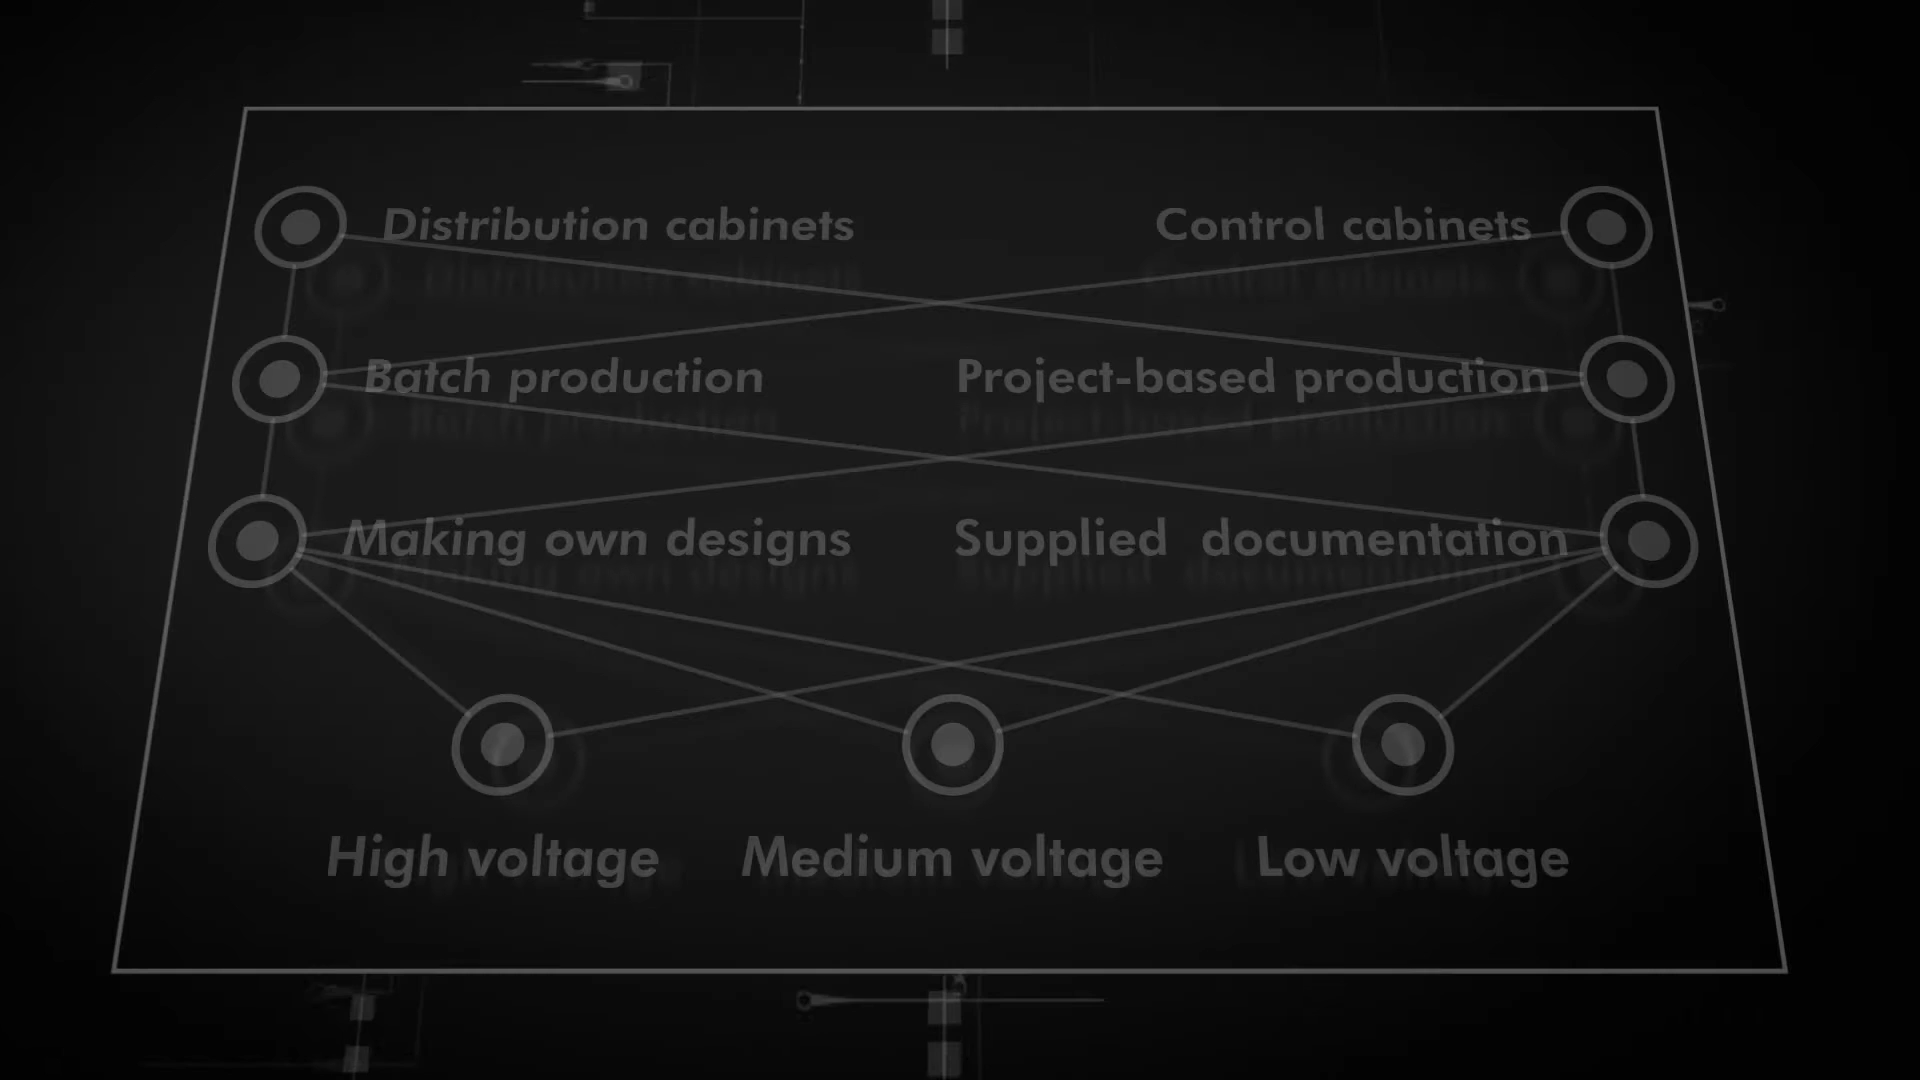 Distribution cabinets
Control cabinets
Batch production
Project-based production
Making own designs
Supplied documentation
High voltage
Medium voltage
Low voltage